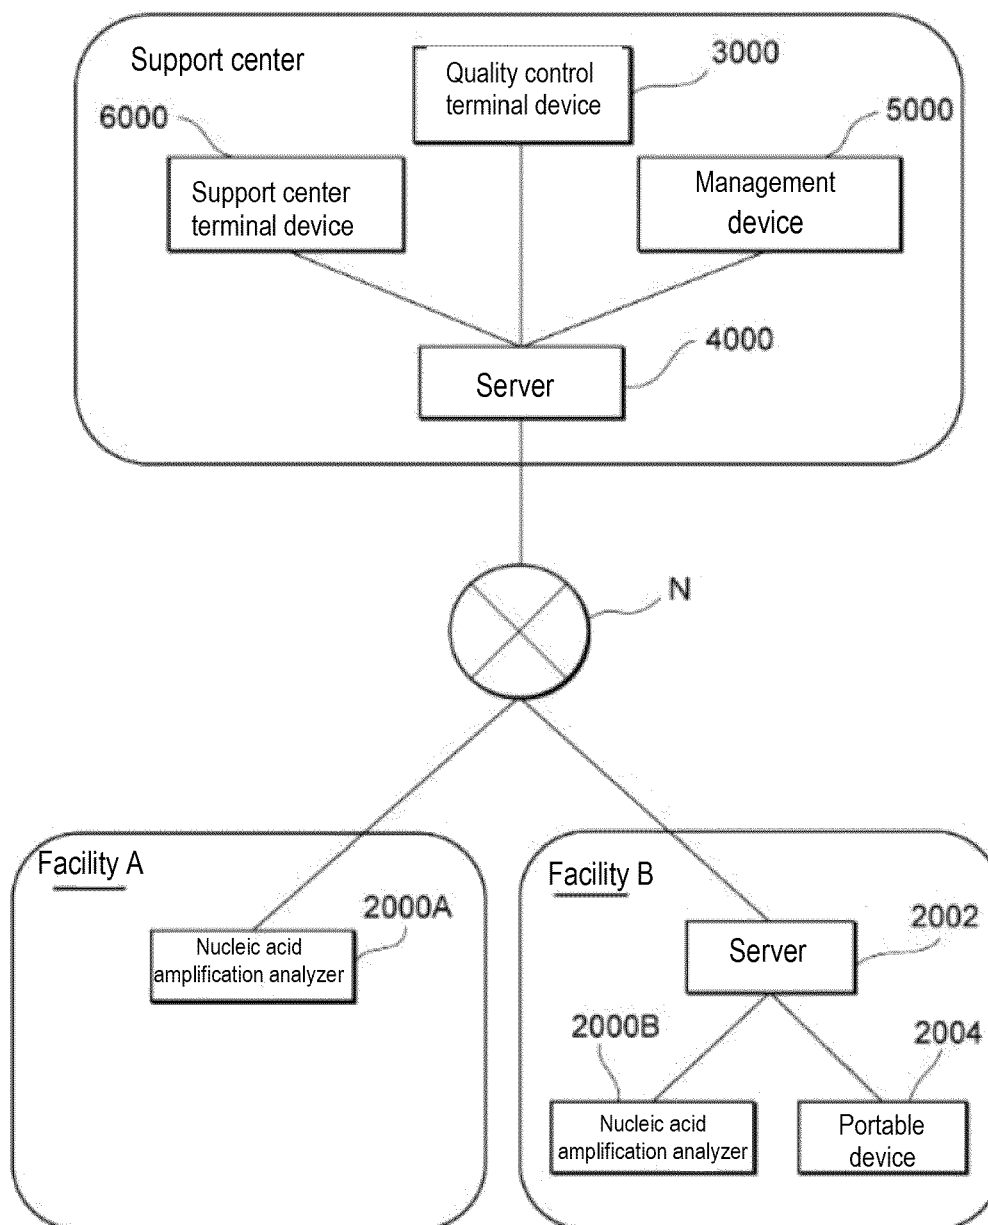 Support center
3000
Quality control
terminal device
6000
5000
Support center
terminal device
Management
device
4000
Server
N
Facility A
2000A
Nucleic acid
amplification analyzer
Facility B
2002
Server
2000B
2004
Nucleic acid
amplification analyzer
Portable
device